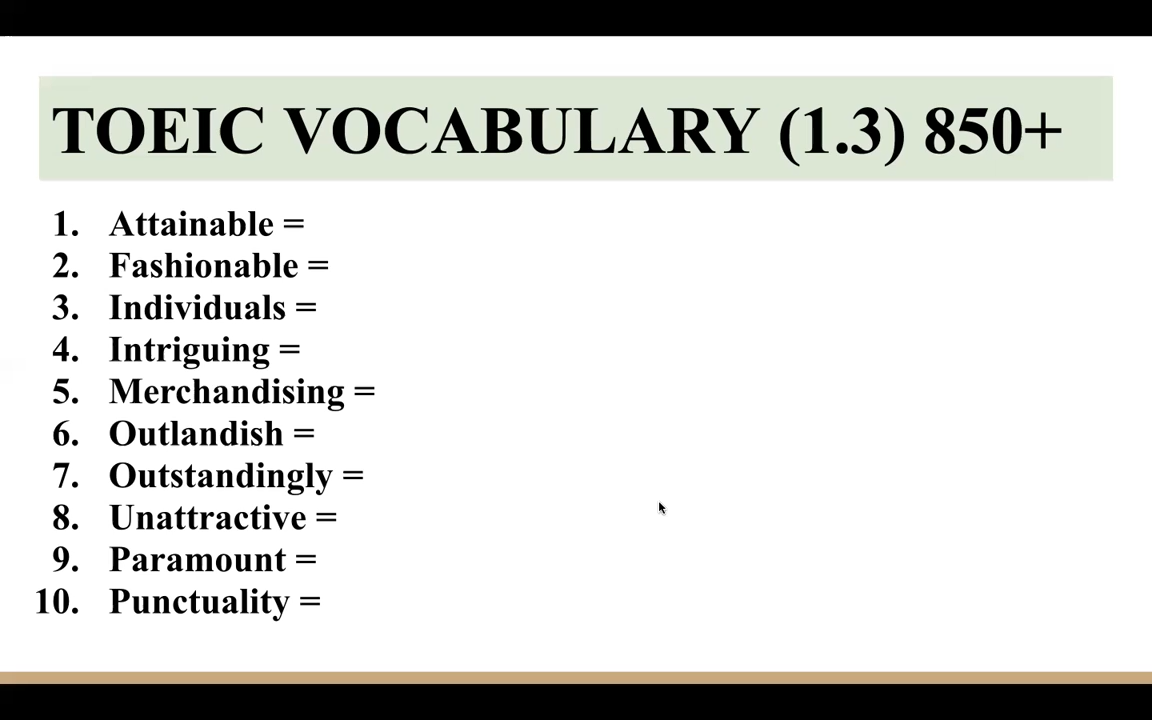 TOEIC VOCABULARY (1.3) 850+
1. Attainable =
2. Fashionable =
3. Individuals =
4. Intriguing =
5. Merchandising =
6. Outlandish =
7. Outstandingly =
8. Unattractive =
9. Paramount =
10. Punctuality =